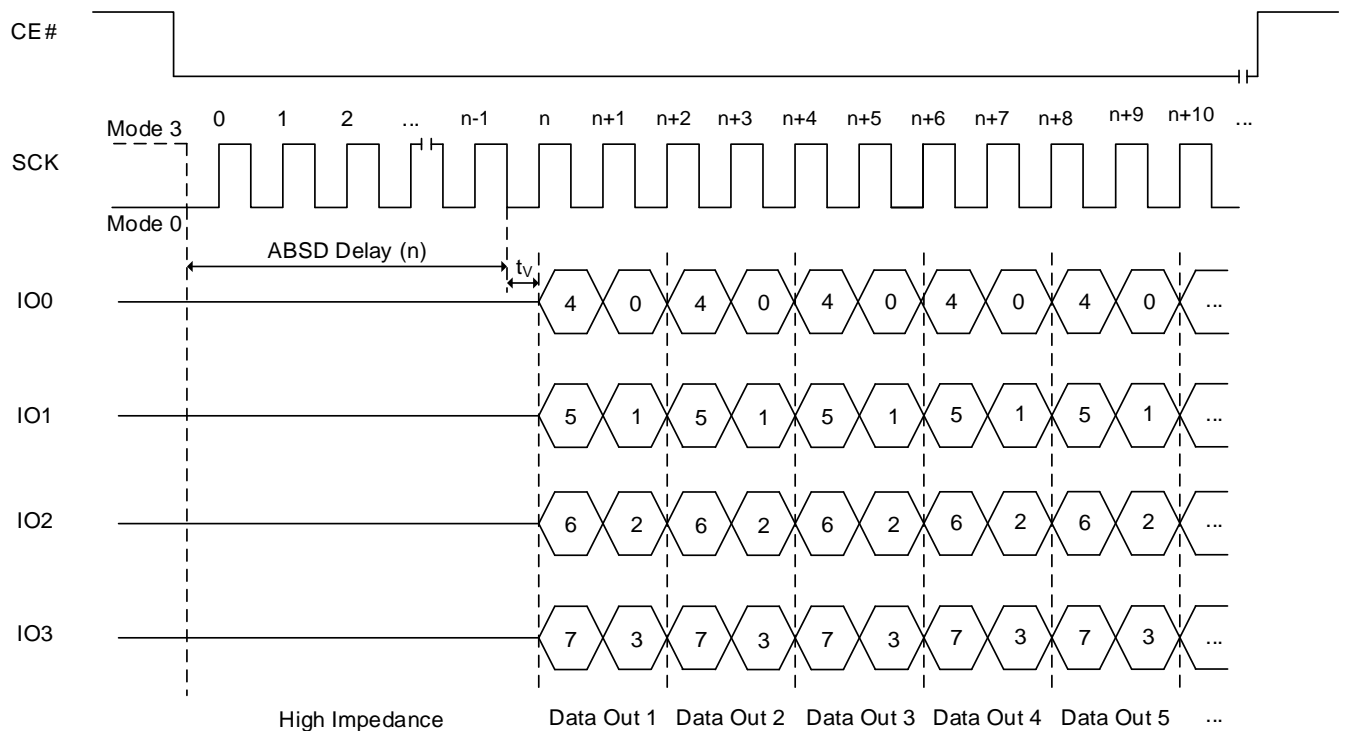 CE#
0 1 2 ... n-1 n n+1 n+2 n+3 n+4 n+5 n+6 n+7 n+8 n+9 n+10 ...
Mode 3
SCK
Mode 0
ABSD Delay (n)
tV
IO0 4 0 4 0 4 0 4 0 4 0 ...
IO1 5 1 5 1 5 1 5 1 5 1 ...
IO2 6 2 6 2 6 2 6 2 6 2 ...
IO3 7 3 7 3 7 3 7 3 7 3 ...
High Impedance Data Out 1 Data Out 2 Data Out 3 Data Out 4 Data Out 5 ...